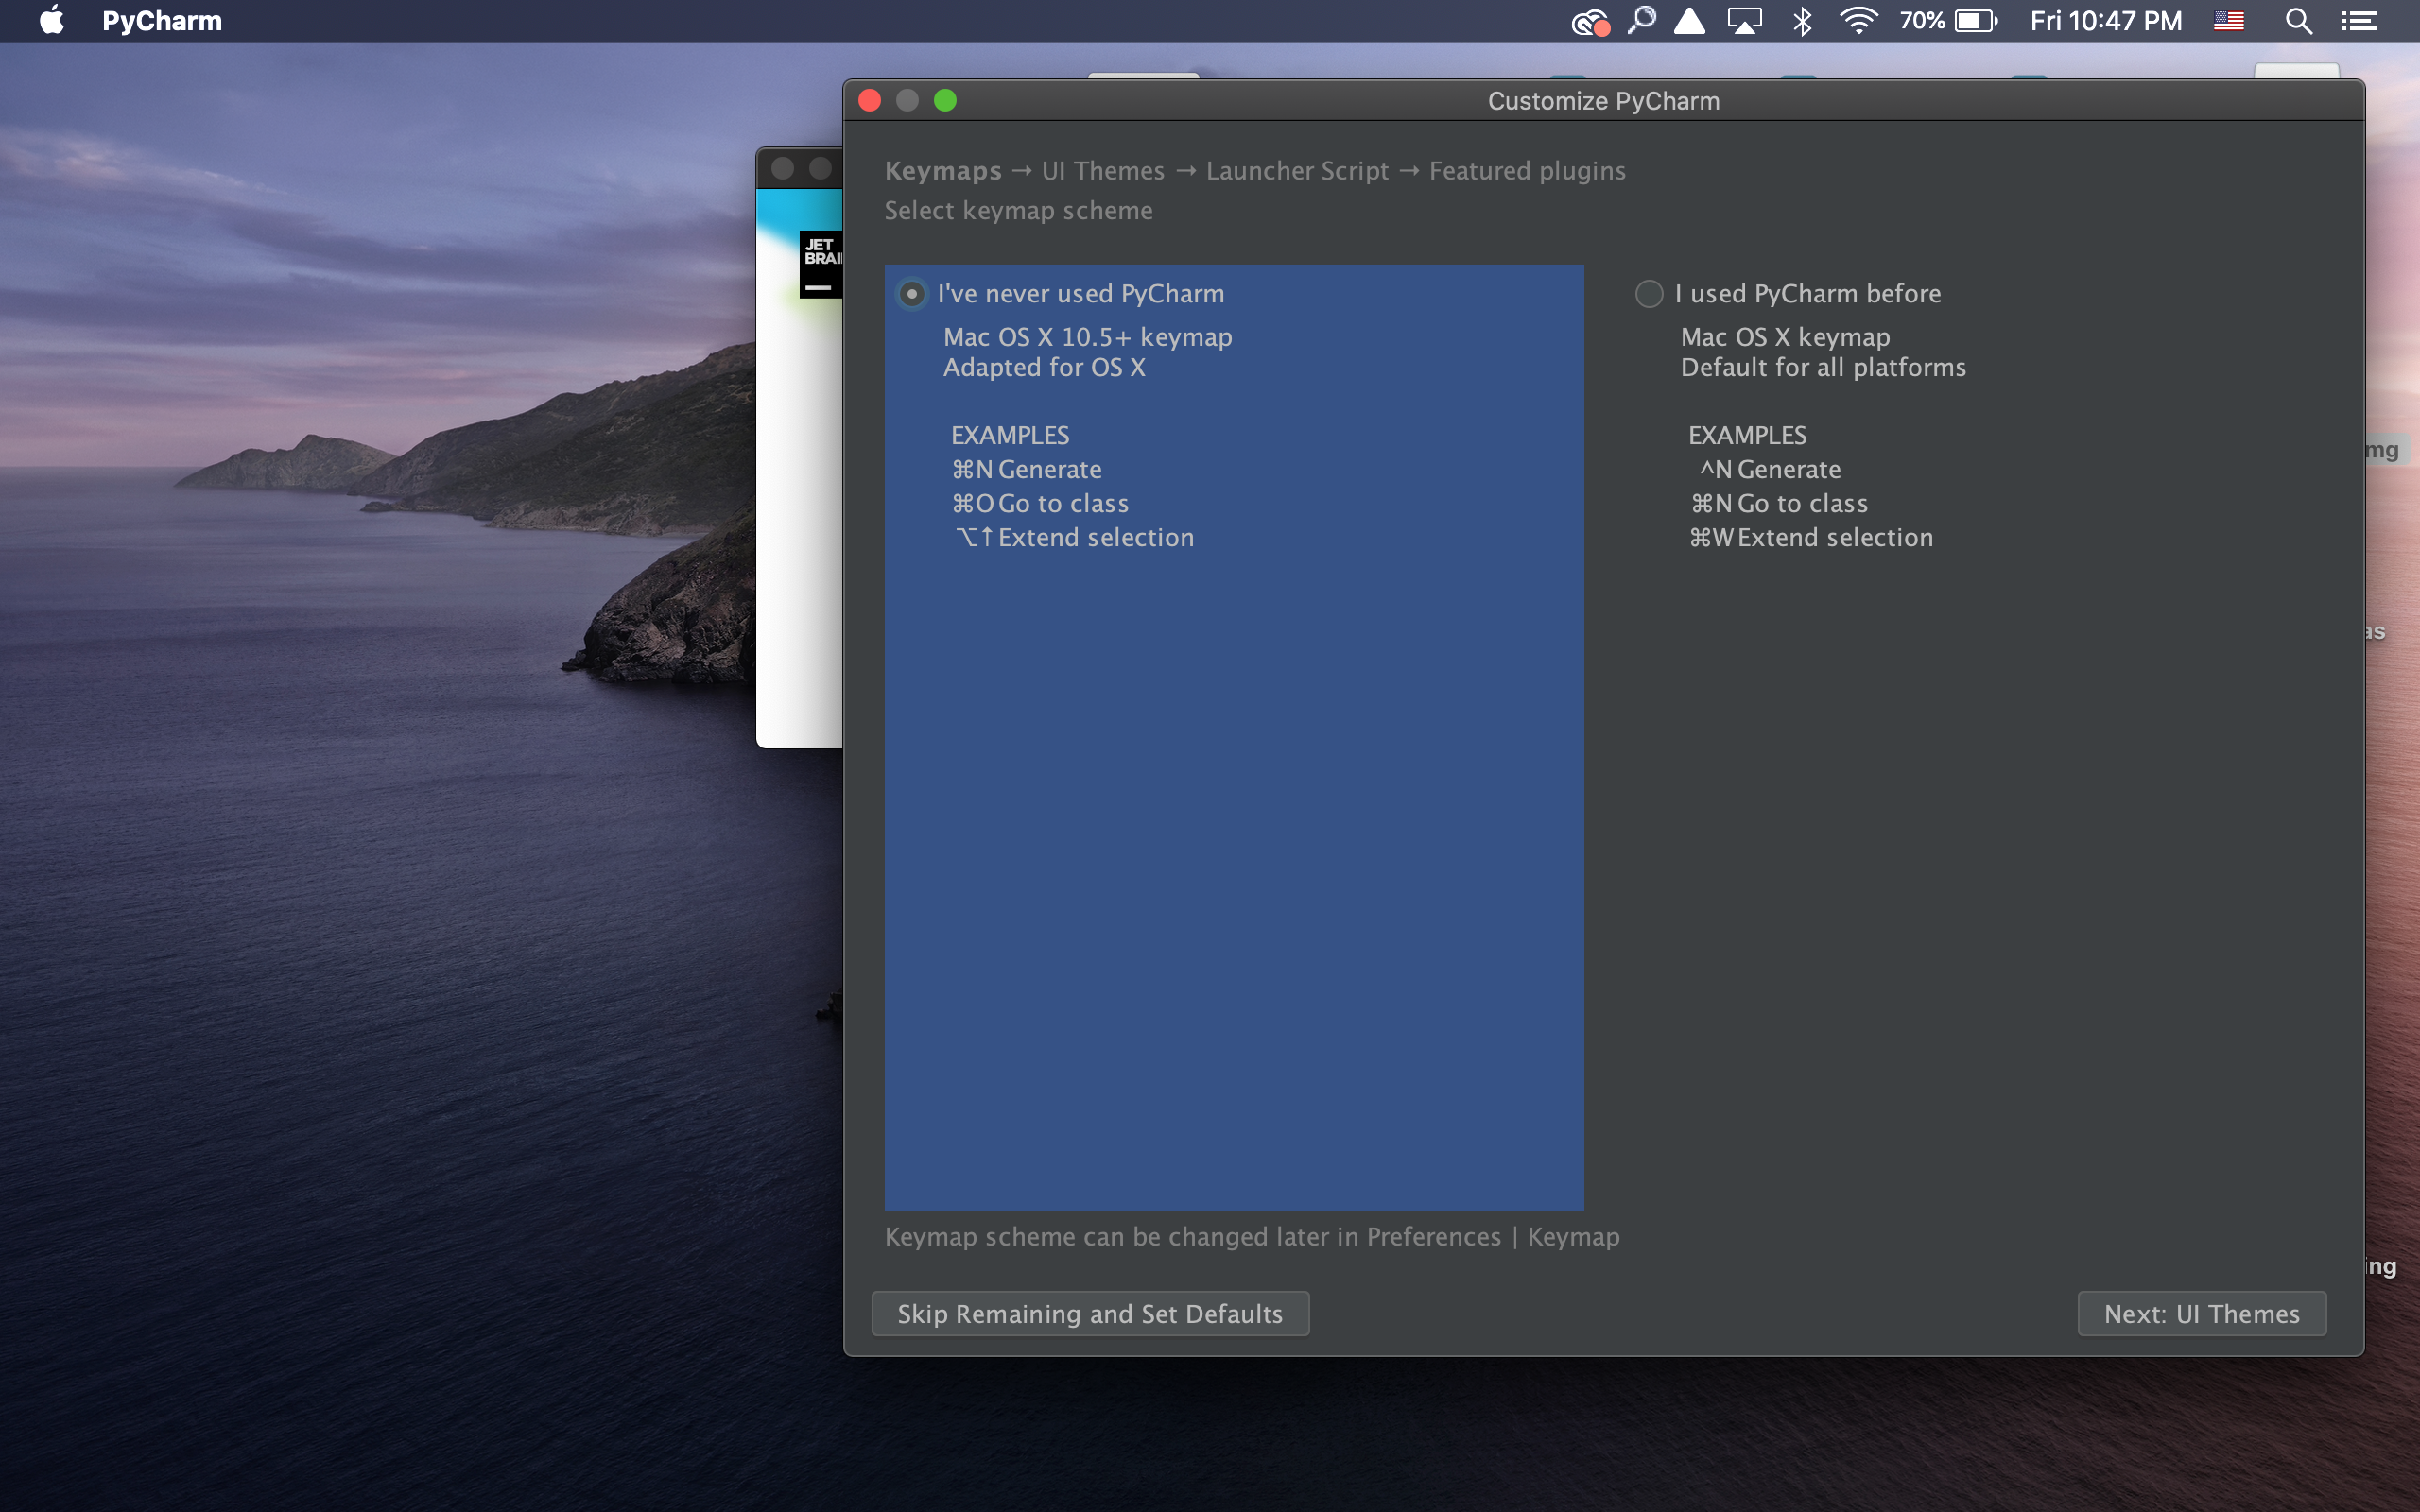 PyCharm
70%
Fri 10:47 PM
Customize PyCharm
Keymaps → UI Themes → Launcher Script → Featured plugins
Select keymap scheme
JET
BRAI
I've never used PyCharm
Mac OS X 10.5+ keymap
Adapted for OS X
EXAMPLES
⌘N Generate
⌘O Go to class
⌥↑ Extend selection
I used PyCharm before
Mac OS X keymap
Default for all platforms
EXAMPLES
^N Generate
⌘N Go to class
⌘W Extend selection
mg
as
ing
Keymap scheme can be changed later in Preferences | Keymap
Skip Remaining and Set Defaults
Next: UI Themes